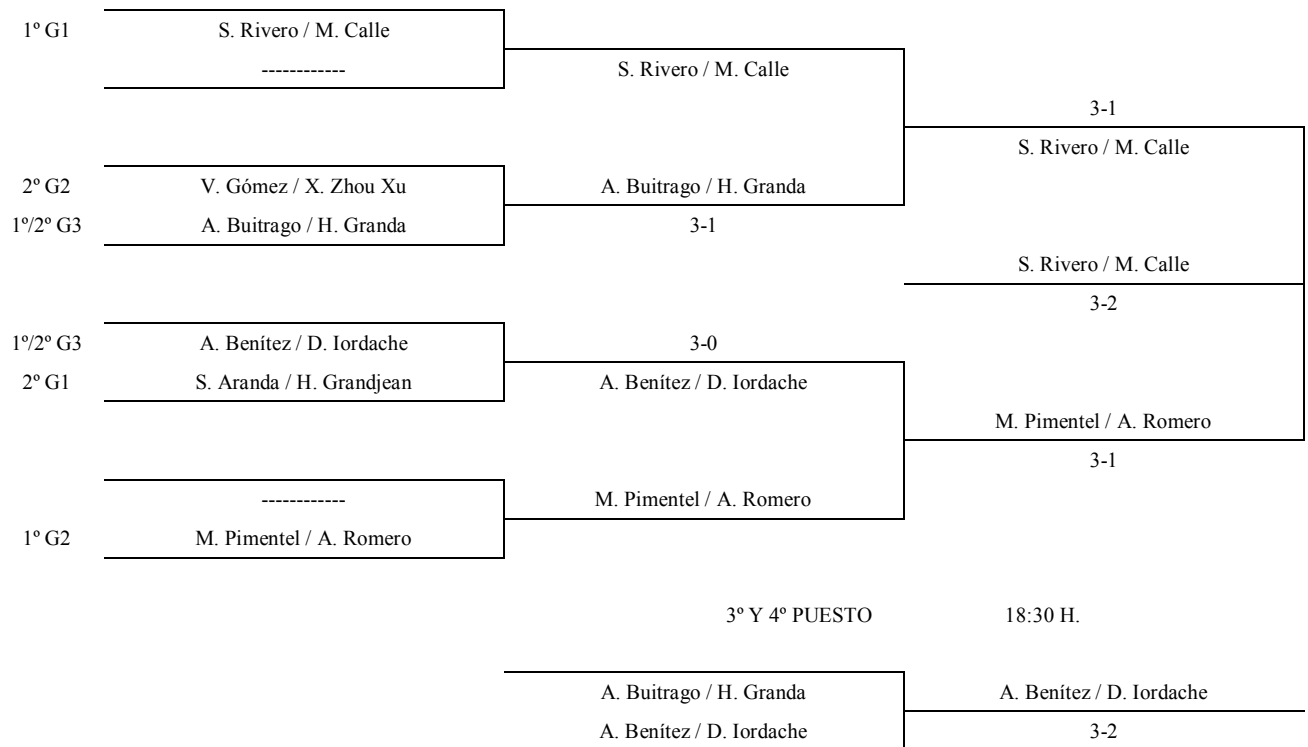 1º G1 S. Rivero / M. Calle
------------ S. Rivero / M. Calle
3-1
S. Rivero / M. Calle
2º G2 V. Gómez / X. Zhou Xu A. Buitrago / H. Granda
1º/2º G3 A. Buitrago / H. Granda 3-1
S. Rivero / M. Calle
3-2
1º/2º G3 A. Benítez / D. Iordache 3-0
2º G1 S. Aranda / H. Grandjean A. Benítez / D. Iordache
M. Pimentel / A. Romero
3-1
------------ M. Pimentel / A. Romero
1º G2 M. Pimentel / A. Romero
3º Y 4º PUESTO 18:30 H.
A. Buitrago / H. Granda A. Benítez / D. Iordache
A. Benítez / D. Iordache 3-2